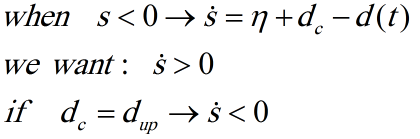 when s < 0 → ṡ = η + d_c − d(t)
we want : ṡ > 0
if d_c = d_up → ṡ < 0